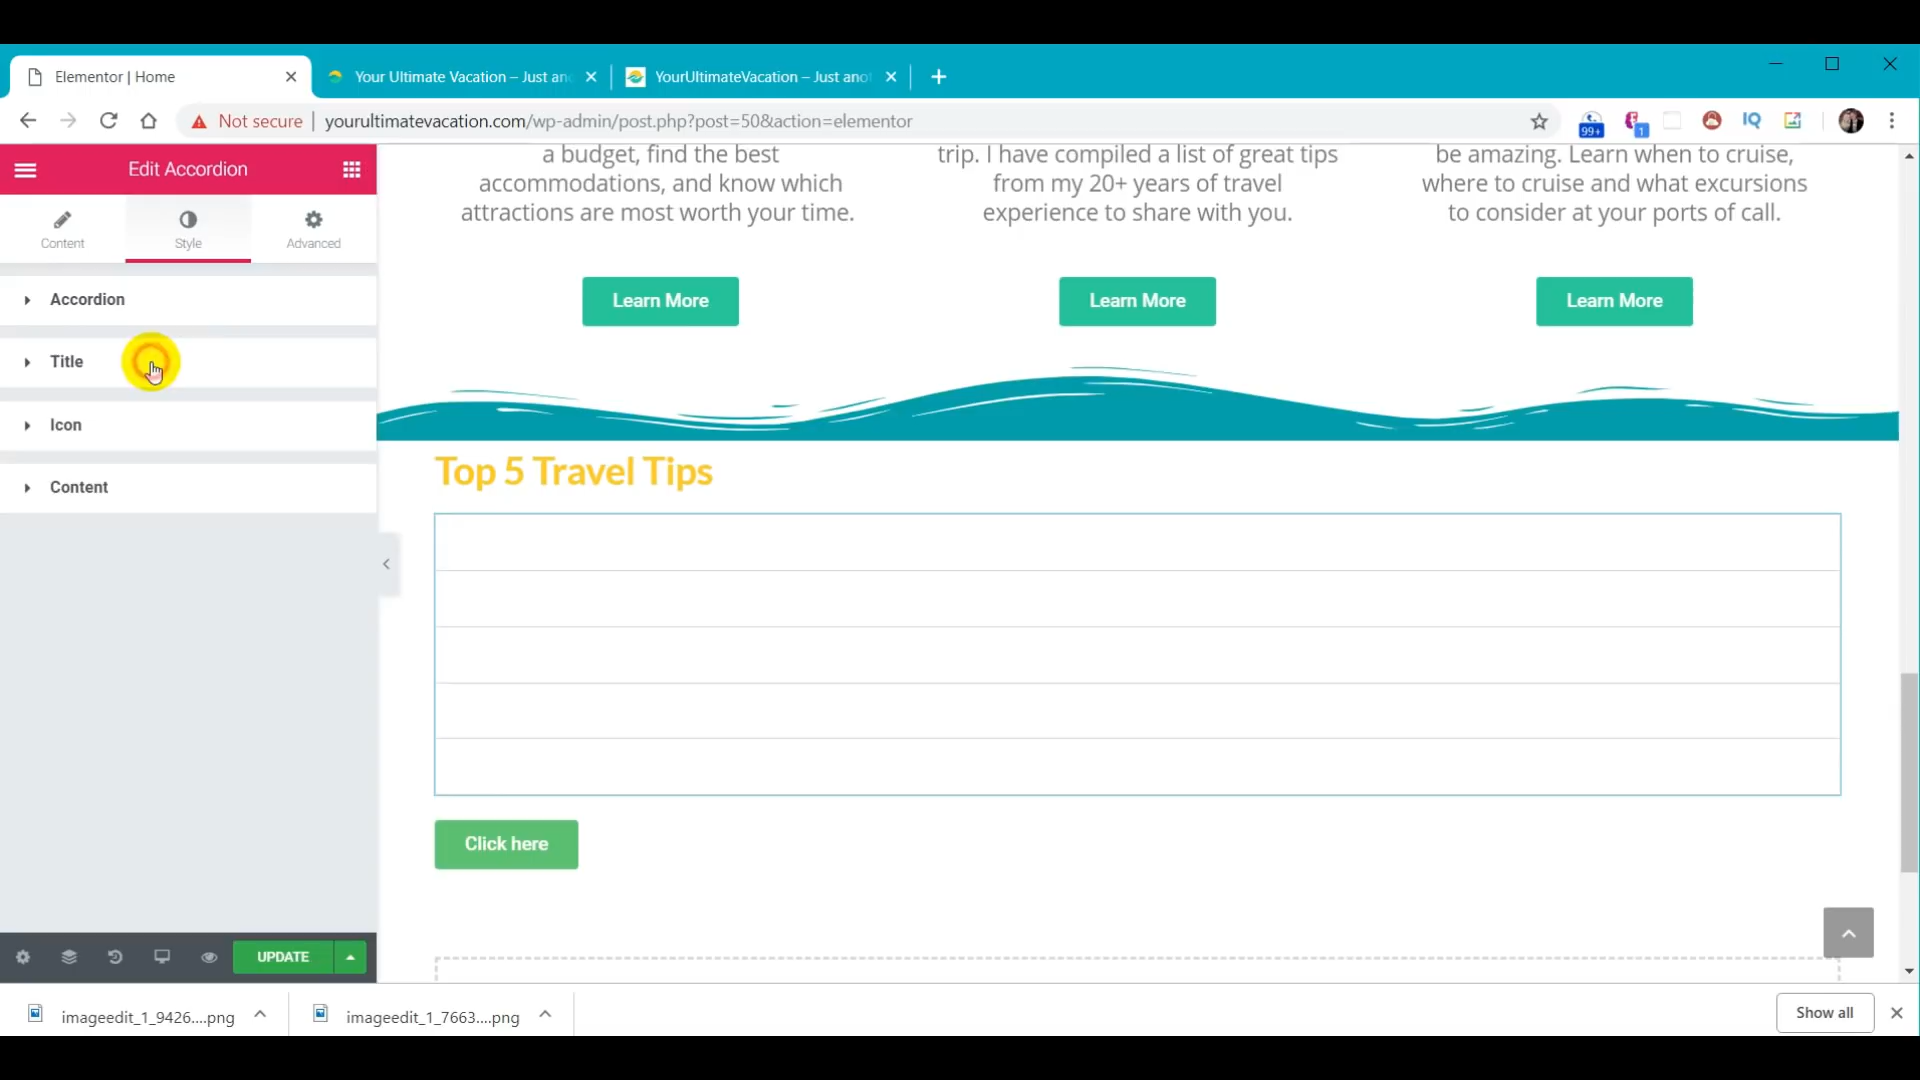 Elementor | Home
Your Ultimate Vacation – Just an
YourUltimateVacation – Just anot
Not secure | yourultimatevacation.com/wp-admin/post.php?post=50&action=elementor
99+
1
IQ
Edit Accordion
Content
Style
Advanced
Accordion
Title
Icon
Content
UPDATE
a budget, find the best
accommodations, and know which
attractions are most worth your time.
trip. I have compiled a list of great tips
from my 20+ years of travel
experience to share with you.
be amazing. Learn when to cruise,
where to cruise and what excursions
to consider at your ports of call.
Learn More
Learn More
Learn More
Top 5 Travel Tips
Click here
imageedit_1_9426....png
imageedit_1_7663....png
Show all